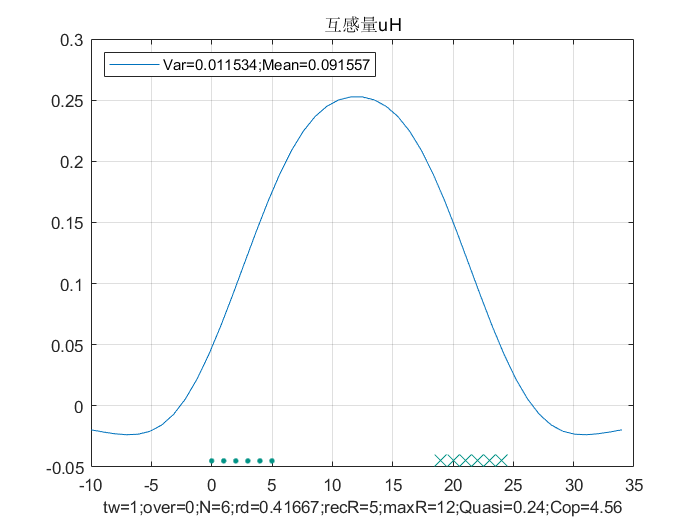 互感量uH
0.3
Var=0.011534;Mean=0.091557
0.25
0.2
0.15
0.1
0.05
0
-0.05
-10 -5 0 5 10 15 20 25 30 35
tw=1;over=0;N=6;rd=0.41667;recR=5;maxR=12;Quasi=0.24;Cop=4.56